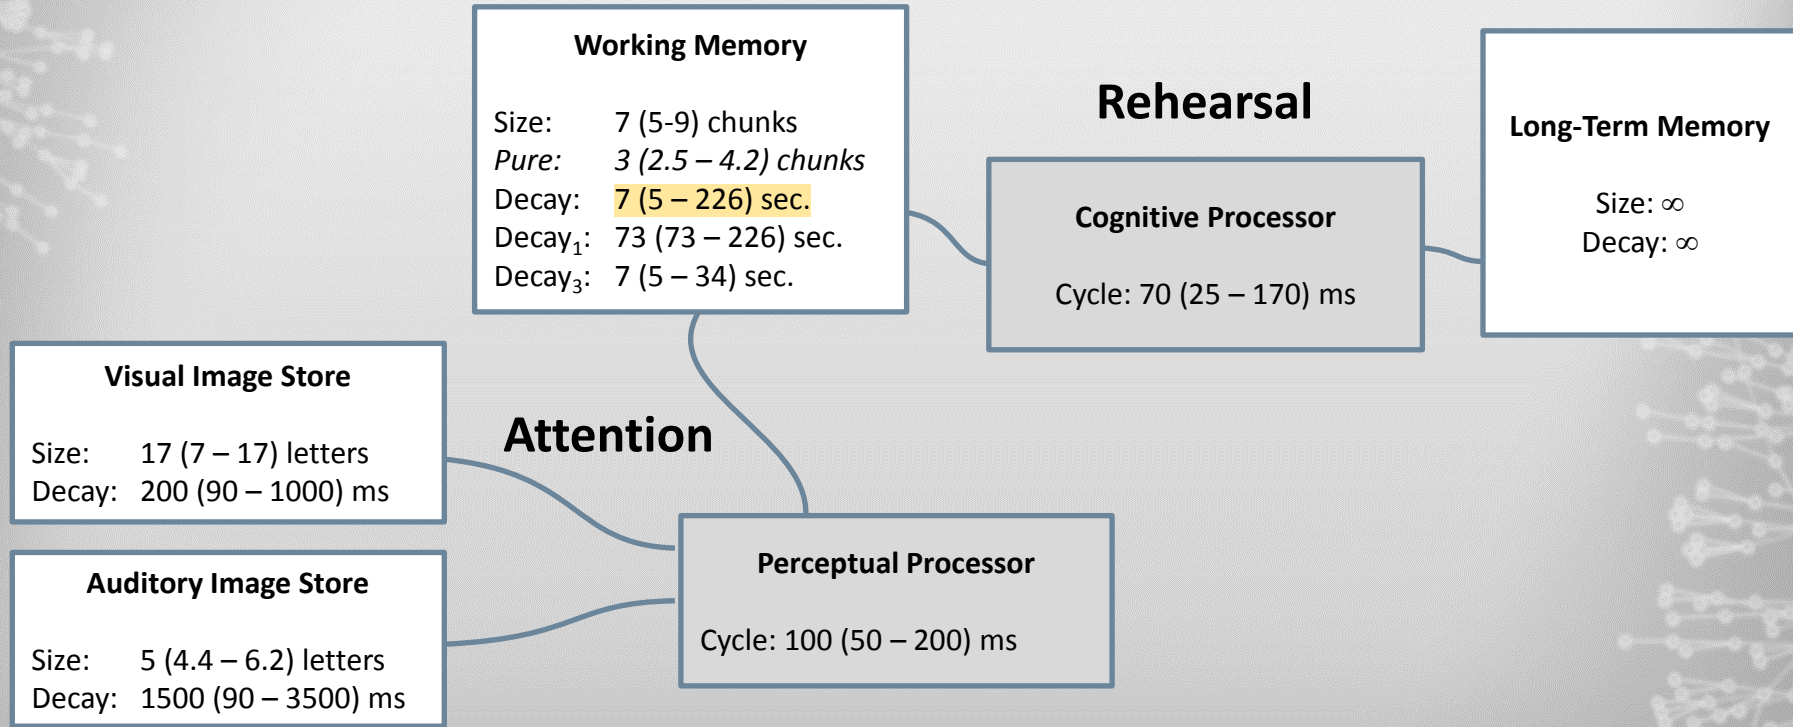 Working Memory
Size: 7 (5-9) chunks
Pure: 3 (2.5 – 4.2) chunks
Decay: 7 (5 – 226) sec.
Decay₁: 73 (73 – 226) sec.
Decay₃: 7 (5 – 34) sec.
Rehearsal
Cognitive Processor
Cycle: 70 (25 – 170) ms
Long-Term Memory
Size: ∞
Decay: ∞
Visual Image Store
Size: 17 (7 – 17) letters
Decay: 200 (90 – 1000) ms
Attention
Auditory Image Store
Size: 5 (4.4 – 6.2) letters
Decay: 1500 (90 – 3500) ms
Perceptual Processor
Cycle: 100 (50 – 200) ms